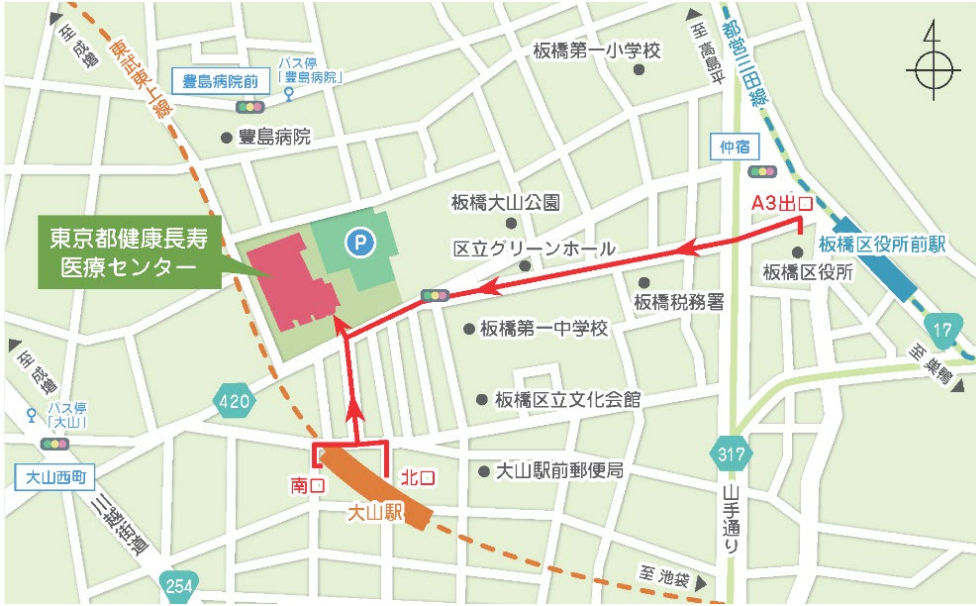 至 成増
東武東上線
豊島病院前
バス停
「豊島病院」
豊島病院
板橋第一小学校
至 高島平
都営三田線
4
仲宿
A3出口
板橋区役所前駅
板橋区役所
板橋大山公園
区立グリーンホール
板橋税務署
東京都健康長寿
医療センター
P
板橋第一中学校
17
至 巣鴨
至 成増
バス停
「大山」
420
板橋区立文化会館
大山西町
南口
北口
大山駅
大山駅前郵便局
317
山手通り
川越街道
254
至 池袋